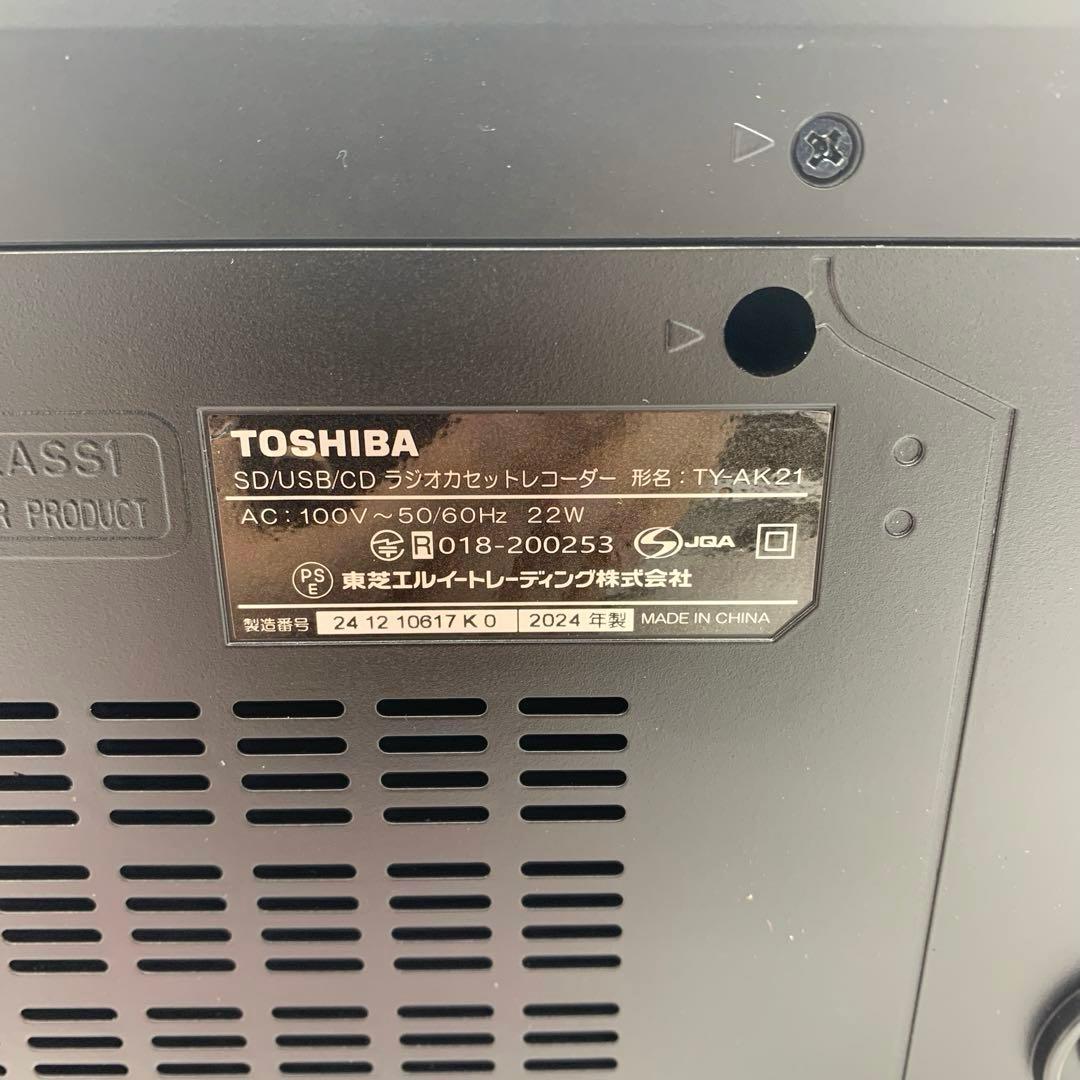 TOSHIBA
SD/USB/CD ラジオカセットレコーダー 形名：TY-AK21
AC：100V～50/60Hz 22W
R 018-200253 JQA
PSE 東芝エルイートレーディング株式会社
製造番号 24 12 10617 K 0 2024 年製 MADE IN CHINA
LASS1
R PRODUCT